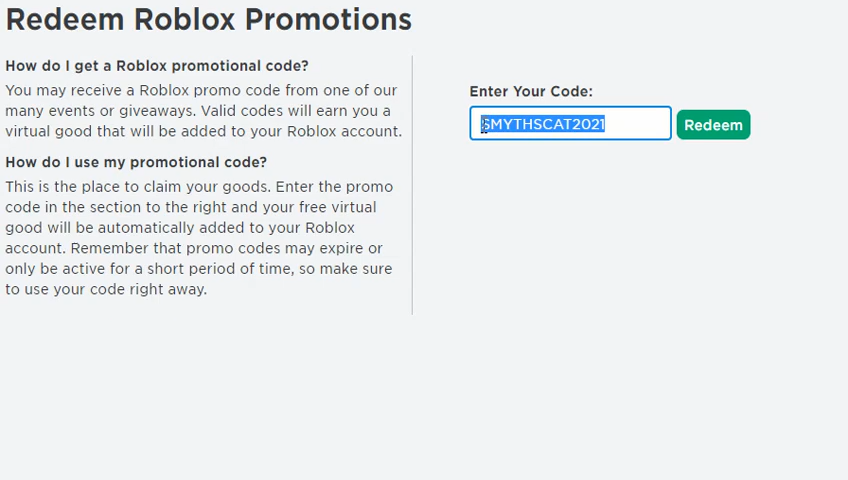 Redeem Roblox Promotions
How do I get a Roblox promotional code?
You may receive a Roblox promo code from one of our
many events or giveaways. Valid codes will earn you a
virtual good that will be added to your Roblox account.
How do I use my promotional code?
This is the place to claim your goods. Enter the promo
code in the section to the right and your free virtual
good will be automatically added to your Roblox
account. Remember that promo codes may expire or
only be active for a short period of time, so make sure
to use your code right away.
Enter Your Code:
SMYTHSCAT2021
Redeem